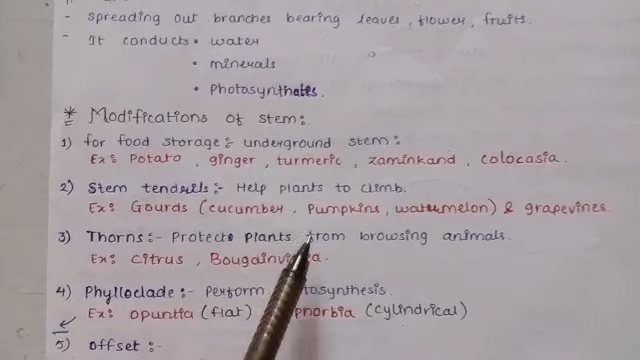 - spreading out branches bearing leaves, flower, fruits.
- It conducts • water
• minerals
• Photosynthates.
* Modifications of stem:
1) for food storage:- underground stem:
Ex: Potato, ginger, turmeric, zaminkand, colocasia.
2) Stem tendrils:- Help plants to climb.
Ex: Gourds (cucumber, pumpkins, watermelon) & grapevines
3) Thorns:- Protects plants from browsing animals.
Ex: Citrus,
4) Phylloclade:- Perform
Ex: Opuntia (flat) (cylindrical)
5) Offset:-